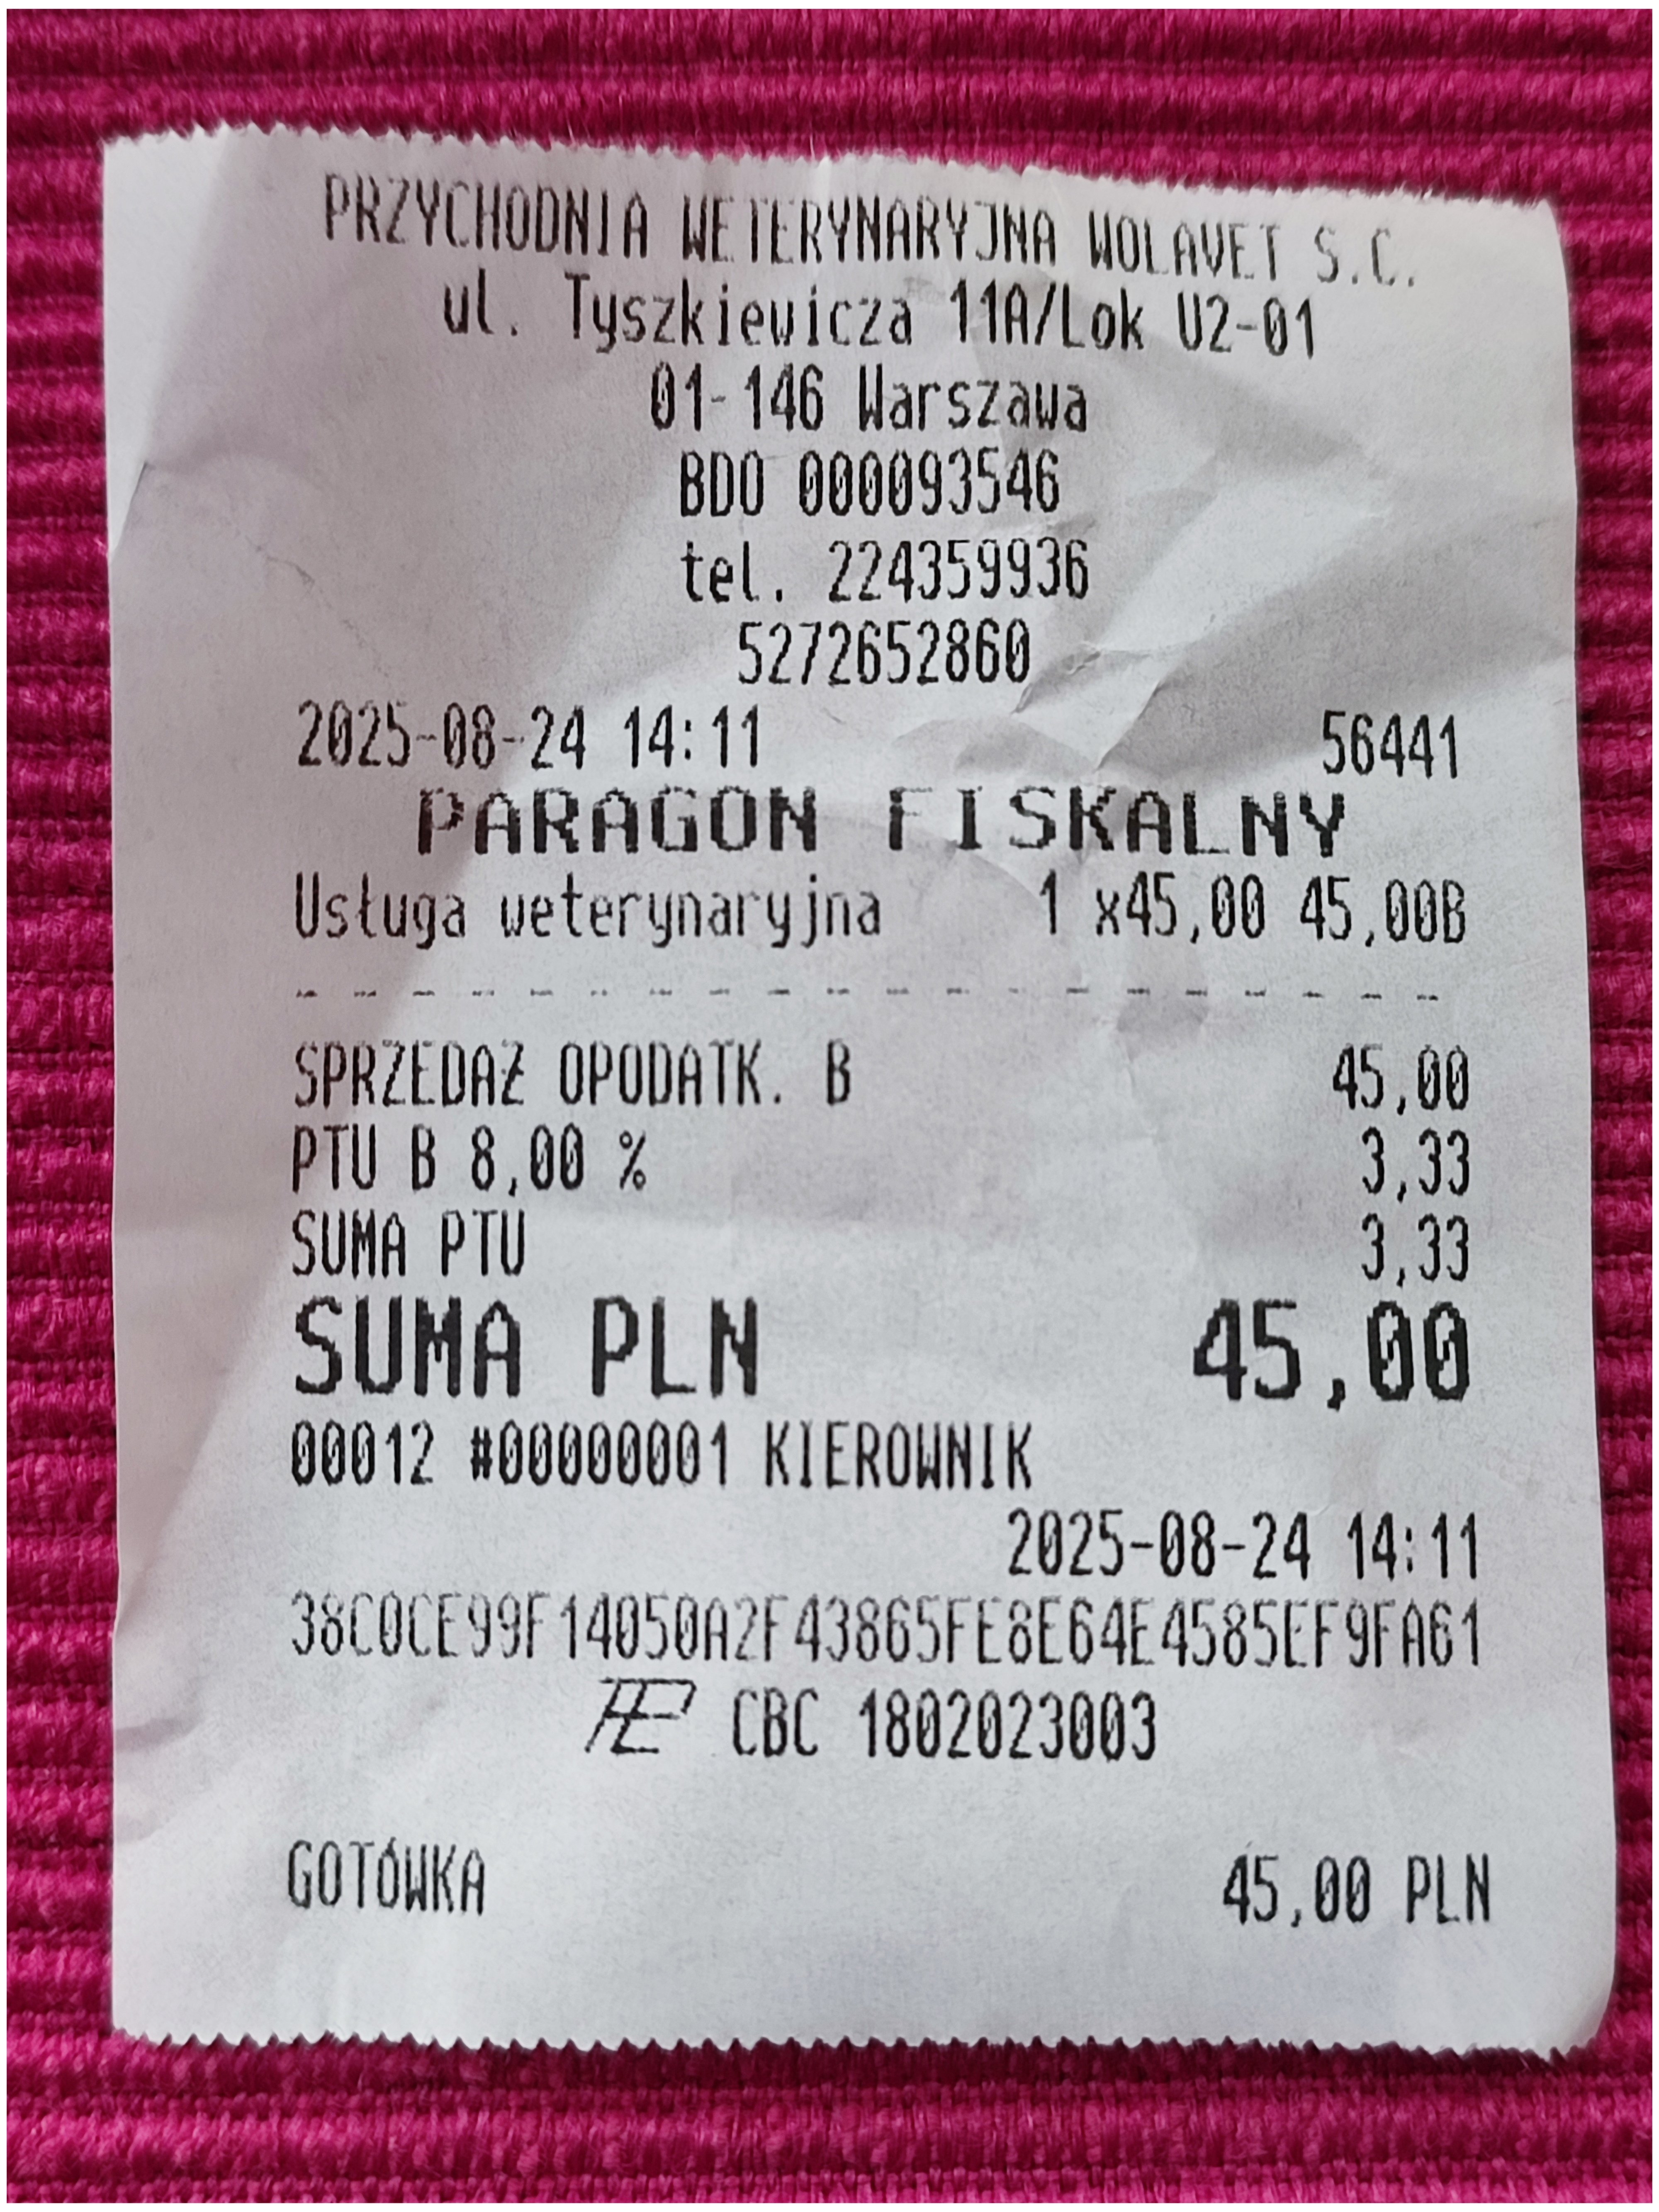 PRZYCHODNIA WETERYNARYJNA WOLAVET S.C.
ul. Tyszkiewicza 11A/Lok U2-01
01-146 Warszawa
BDO 000093546
tel. 224359936
5272652860
2025-08-24 14:11 56441
PARAGON FISKALNY
Usługa weterynaryjna 1 x45,00 45,00B
- - - - - - - - - - - - - - - - - - - -
SPRZEDAŻ OPODATK. B 45,00
PTU B 8,00 % 3,33
SUMA PTU 3,33
SUMA PLN 45,00
00012 #00000001 KIEROWNIK
2025-08-24 14:11
38C0CE99F14050A2F43865FE8E64E4585EF9FA61
CBC 1802023003
GOTÓWKA 45,00 PLN